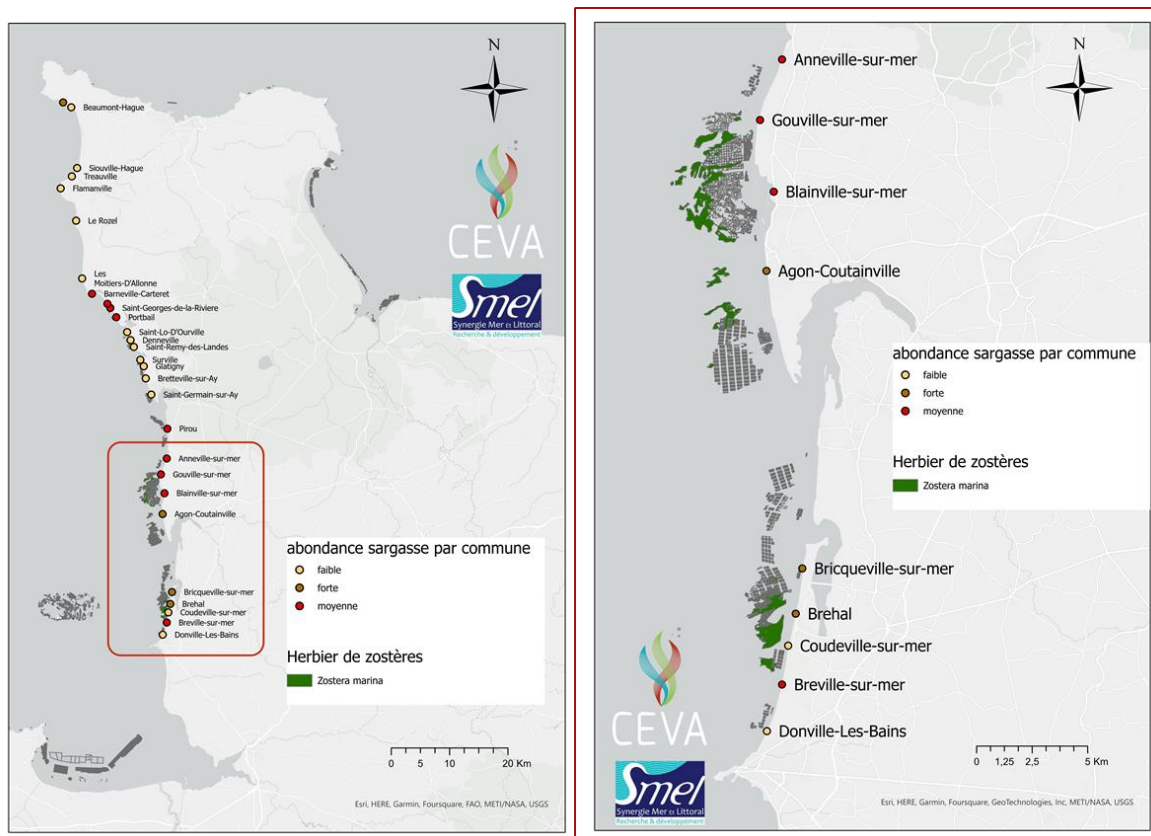 N
Beaumont-Hague
Siouville-Hague
Treauville
Flamanville
Le Rozel
Les
Moitiers-D'Allonne
Barneville-Carteret
Saint-Georges-de-la-Riviere
Portbail
Saint-Lo-D'Ourville
Denneville
Saint-Remy-des-Landes
Surville
Glatigny
Bretteville-sur-Ay
Saint-Germain-sur-Ay
Pirou
Anneville-sur-mer
Gouville-sur-mer
Blainville-sur-mer
Agon-Coutainville
Bricqueville-sur-mer
Brehal
Coudeville-sur-mer
Breville-sur-mer
Donville-Les-Bains
CEVA
Smel
Synergie Mer Et Littoral
Recherche & développement
abondance sargasse par commune
faible
forte
moyenne
Herbier de zostères
Zostera marina
0 5 10 20 Km
Esri, HERE, Garmin, Foursquare, FAO, METI/NASA, USGS
N
Anneville-sur-mer
Gouville-sur-mer
Blainville-sur-mer
Agon-Coutainville
abondance sargasse par commune
faible
forte
moyenne
Herbier de zostères
Zostera marina
Bricqueville-sur-mer
Brehal
Coudeville-sur-mer
Breville-sur-mer
Donville-Les-Bains
CEVA
Smel
Synergie Mer Et Littoral
Recherche & développement
0 1,25 2,5 5 Km
Esri, HERE, Garmin, Foursquare, GeoTechnologies, Inc, METI/NASA, USGS